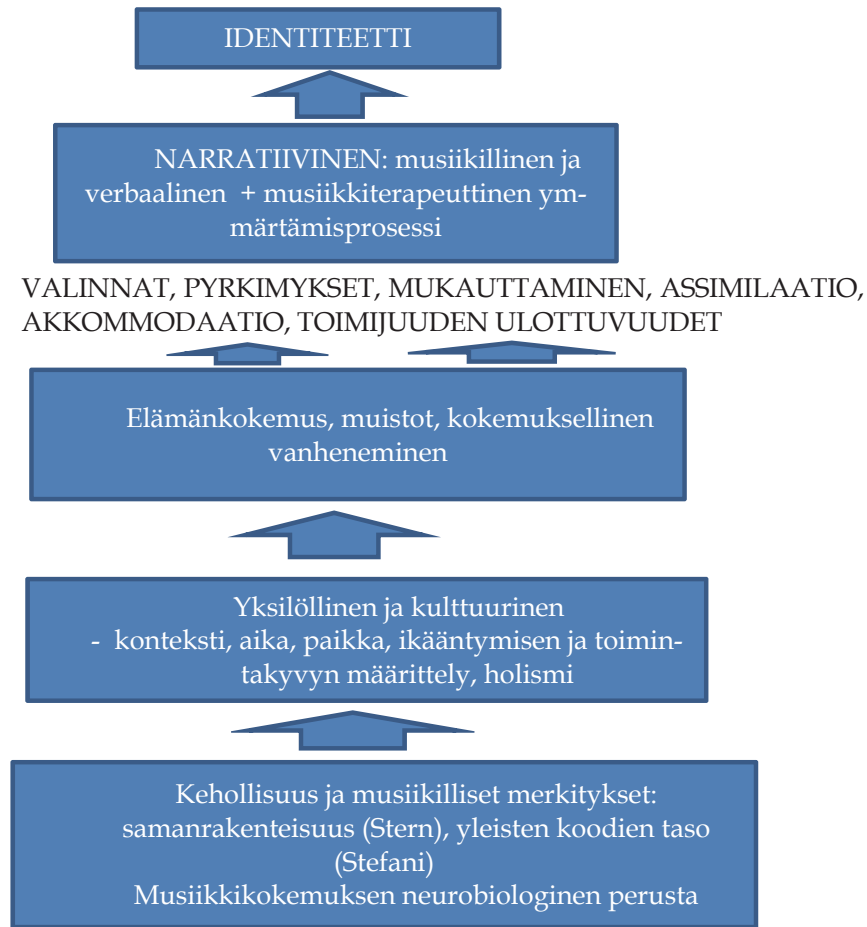 IDENTITEETTI
NARRATIIVINEN: musiikillinen ja
verbaalinen + musiikkiterapeuttinen ym-
märtämisprosessi
VALINNAT, PYRKIMYKSET, MUKAUTTAMINEN, ASSIMILAATIO,
AKKOMMODAATIO, TOIMIJUUDEN ULOTTUVUUDET
Elämänkokemus, muistot, kokemuksellinen
vanheneminen
Yksilöllinen ja kulttuurinen
- konteksti, aika, paikka, ikääntymisen ja toimin-
takyvyn määrittely, holismi
Kehollisuus ja musiikilliset merkitykset:
samanrakenteisuus (Stern), yleisten koodien taso
(Stefani)
Musiikkikokemuksen neurobiologinen perusta